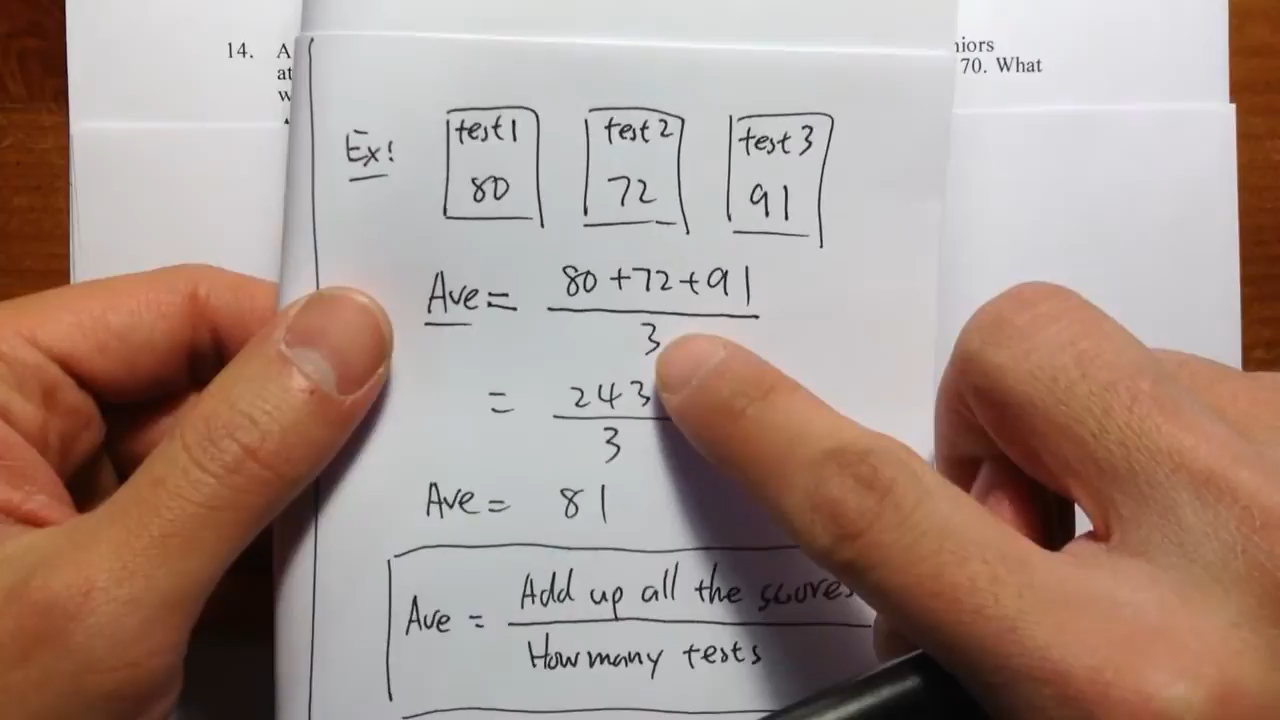 14. A
niors
at
70. What
w
Ex!
test 1
test 2
test 3
80
72
91
Ave = 80+72+91
3
= 243
3
Ave = 81
Ave = Add up all the scores
How many tests